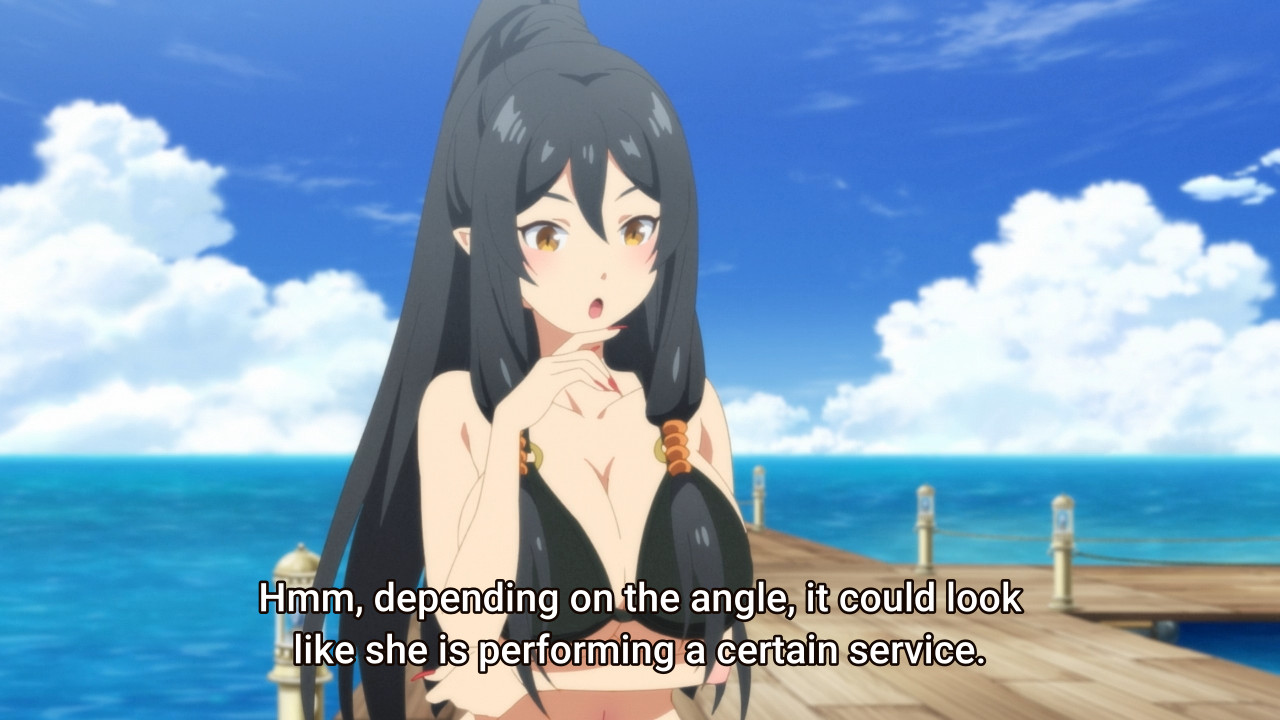 Hmm, depending on the angle, it could look
like she is performing a certain service.